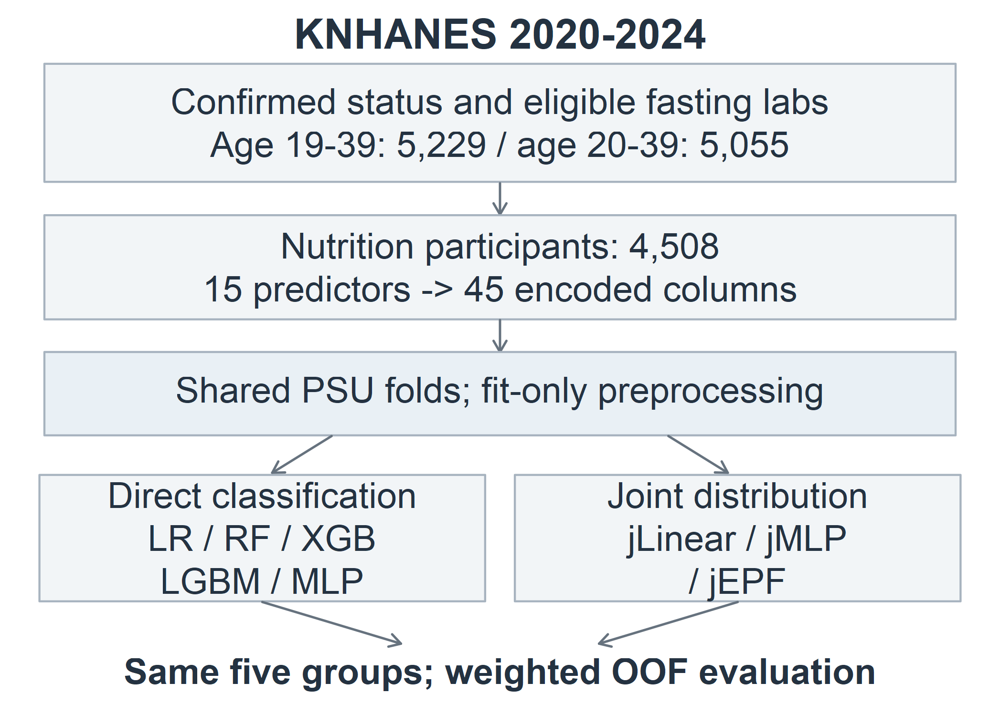 KNHANES 2020-2024
Confirmed status and eligible fasting labs
Age 19-39: 5,229 / age 20-39: 5,055
Nutrition participants: 4,508
15 predictors -> 45 encoded columns
Shared PSU folds; fit-only preprocessing
Direct classification
LR / RF / XGB
LGBM / MLP
Joint distribution
jLinear / jMLP
/ jEPF
Same five groups; weighted OOF evaluation